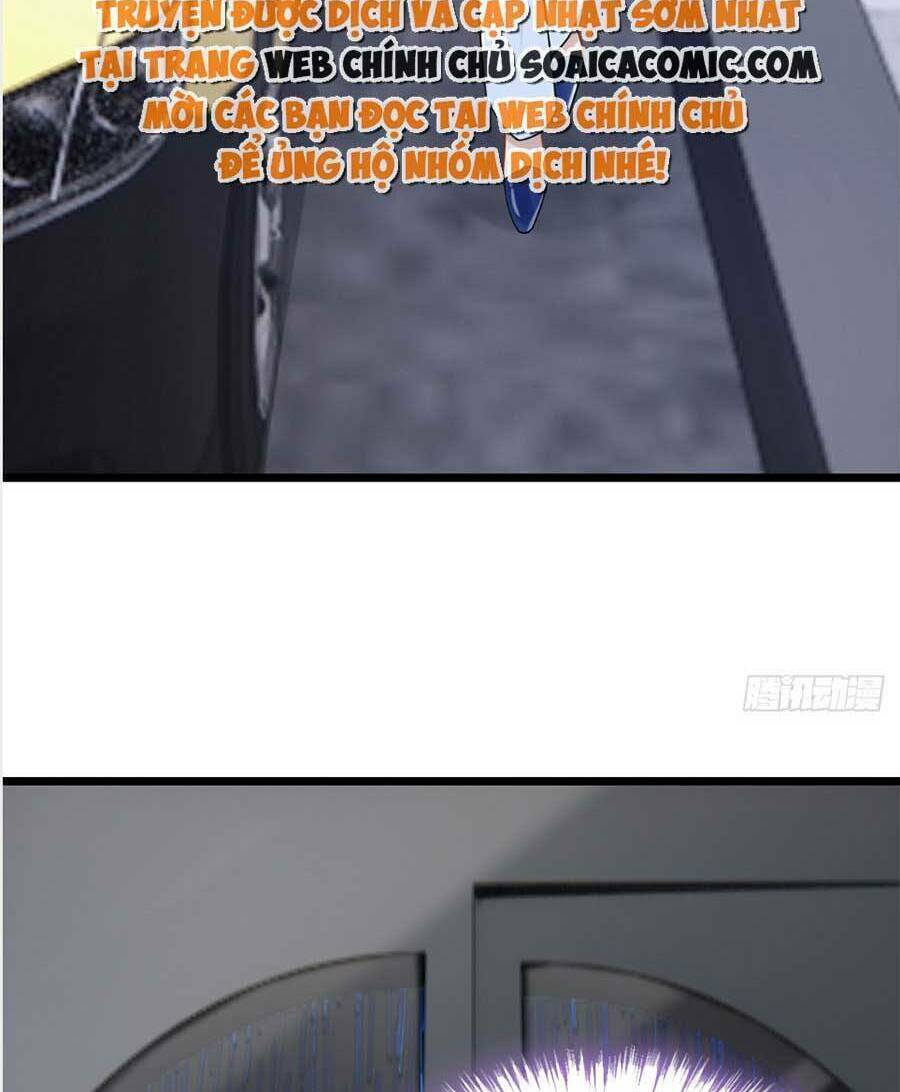 TRUYỆN ĐƯỢC DỊCH VÀ CẬP NHẬT SỚM NHẤT
TẠI TRANG WEB CHÍNH CHỦ SOAICACOMIC.COM
MỜI CÁC BẠN ĐỌC TẠI WEB CHÍNH CHỦ
ĐỂ ỦNG HỘ NHÓM DỊCH NHÉ!
腾讯动漫